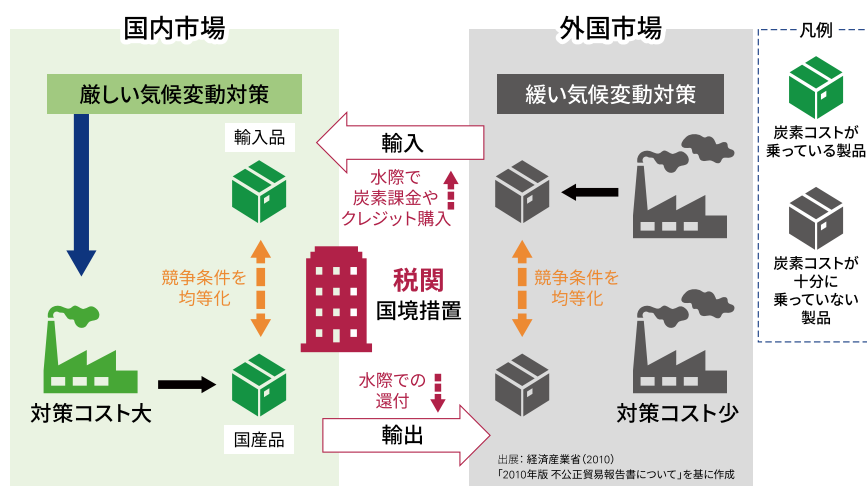 国内市場
外国市場
凡例
厳しい気候変動対策
緩い気候変動対策
炭素コストが
乗っている製品
炭素コストが
十分に
乗っていない
製品
輸入品
輸入
水際で
炭素課金や
クレジット購入
競争条件を
均等化
税関
国境措置
競争条件を
均等化
対策コスト大
国産品
水際での
還付
輸出
対策コスト少
出展：経済産業省（2010）
「2010年版 不公正貿易報告書について」を基に作成